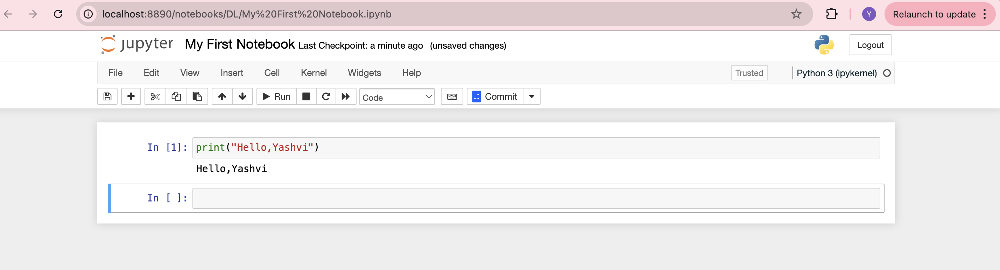 localhost:8890/notebooks/DL/My%20First%20Notebook.ipynb Y Relaunch to update
jupyter My First Notebook Last Checkpoint: a minute ago (unsaved changes) Logout
File Edit View Insert Cell Kernel Widgets Help Trusted Python 3 (ipykernel)
Run Code Commit
In [1]: print("Hello,Yashvi")
Hello,Yashvi
In [ ]: